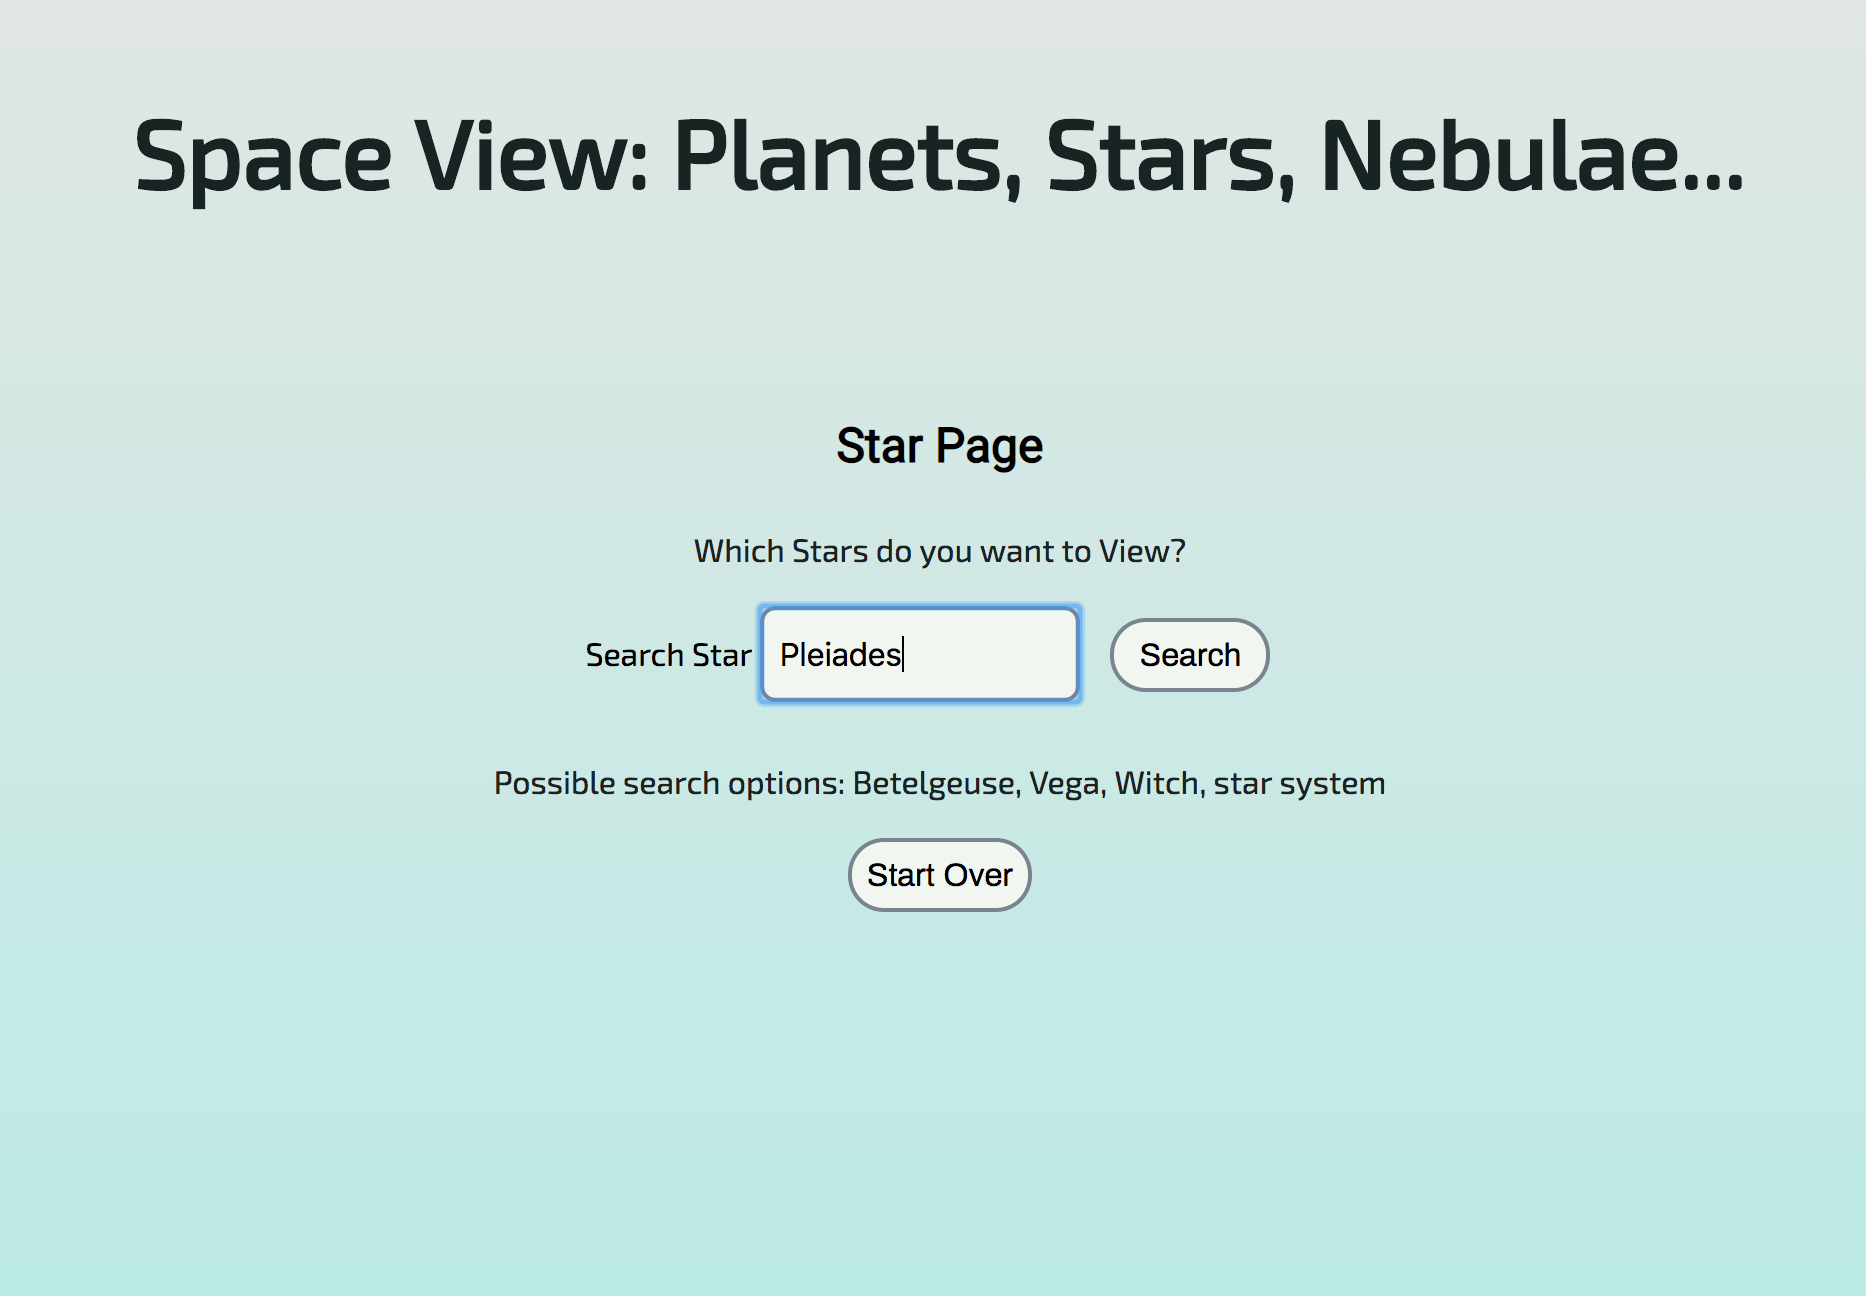 Space View: Planets, Stars, Nebulae...
Star Page
Which Stars do you want to View?
Search Star Pleiades Search
Possible search options: Betelgeuse, Vega, Witch, star system
Start Over